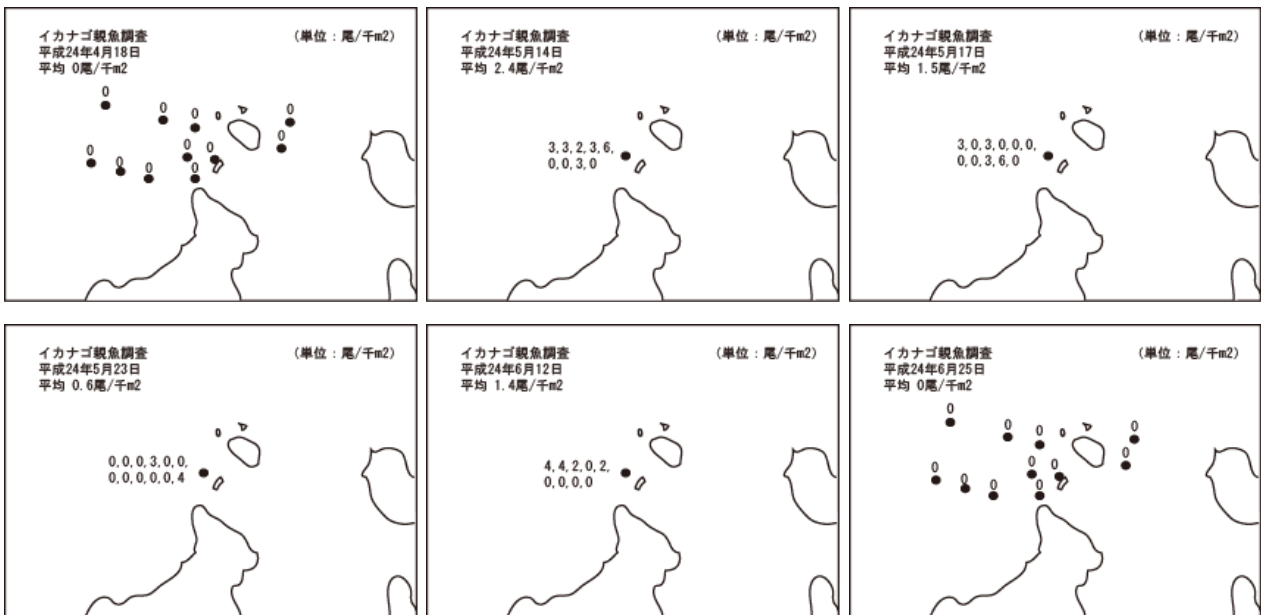 イカナゴ親魚調査 (単位：尾/千m2)
平成24年4月18日
平均 0尾/千m2
0
0 0 0
0
0 0 0
0 0 0
イカナゴ親魚調査 (単位：尾/千m2)
平成24年5月14日
平均 2.4尾/千m2
3,3,2,3,6,
0,0,3,0
イカナゴ親魚調査 (単位：尾/千m2)
平成24年5月17日
平均 1.5尾/千m2
3,0,3,0,0,0,
0,0,3,6,0
イカナゴ親魚調査 (単位：尾/千m2)
平成24年5月23日
平均 0.6尾/千m2
0,0,0,3,0,0,
0,0,0,0,0,4
イカナゴ親魚調査 (単位：尾/千m2)
平成24年6月12日
平均 1.4尾/千m2
4,4,2,0,2,
0,0,0,0
イカナゴ親魚調査 (単位：尾/千m2)
平成24年6月25日
平均 0尾/千m2
0
0 0 0
0
0 0 0
0 0 0